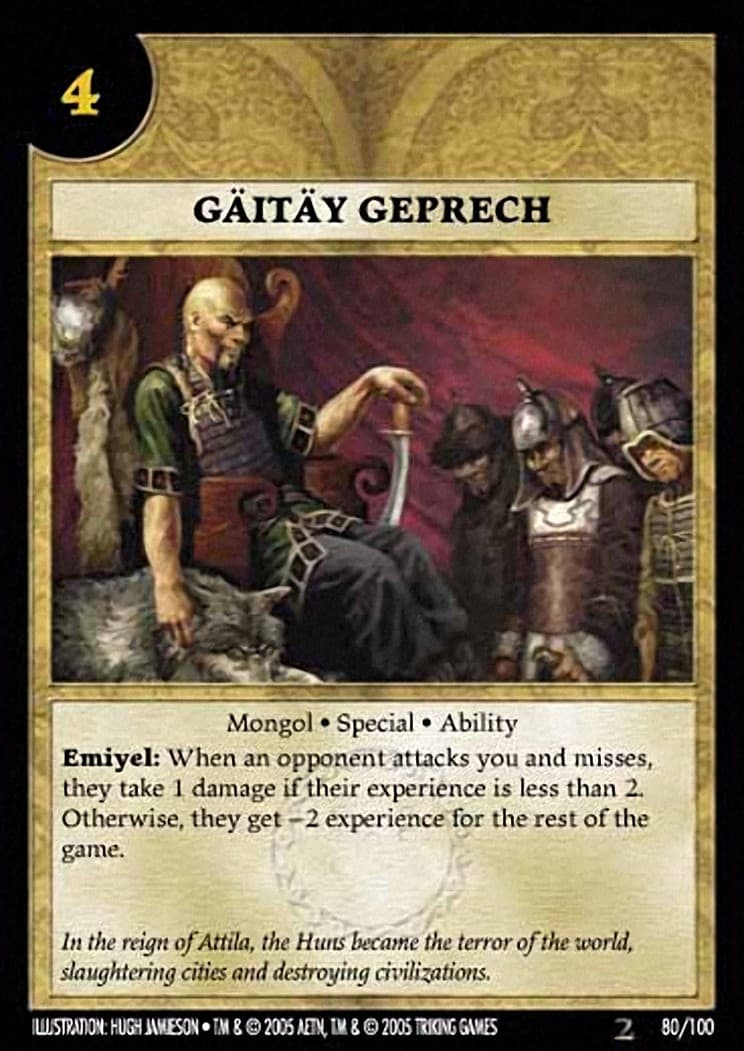 4
GÄITÄY GEPRECH
Mongol • Special • Ability
Emiyel: When an opponent attacks you and misses,
they take 1 damage if their experience is less than 2.
Otherwise, they get –2 experience for the rest of the
game.
In the reign of Attila, the Huns became the terror of the world,
slaughtering cities and destroying civilizations.
ILLUSTRATION: HUGH JAMIESON • TM & © 2005 AETN, TM & © 2005 TRIKING GAMES 2 80/100